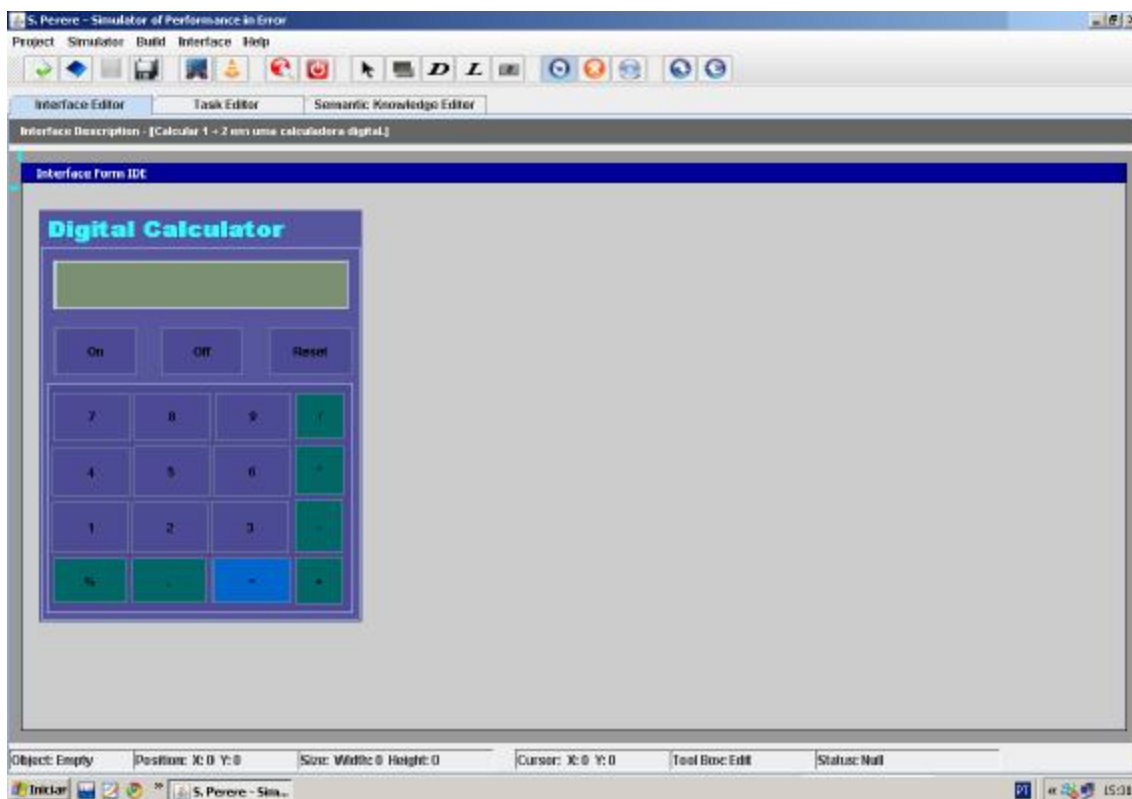 S. Perere - Simulator of Performance in Error
Project Simulator Build Interface Help
D L
Interface Editor Task Editor Semantic Knowledge Editor
Interface Description - [Calcular 1 + 2 em uma calculadora digital.]
Interface Form IDE
Digital Calculator
On Off Reset
7 8 9 /
4 5 6 *
1 2 3 -
% . = +
Object: Empty Position: X: 0 Y: 0 Size: Width: 0 Height: 0 Cursor: X: 0 Y: 0 Tool Box: Edit Status: Null
Iniciar » S. Perere - Sim... PT « 15:31